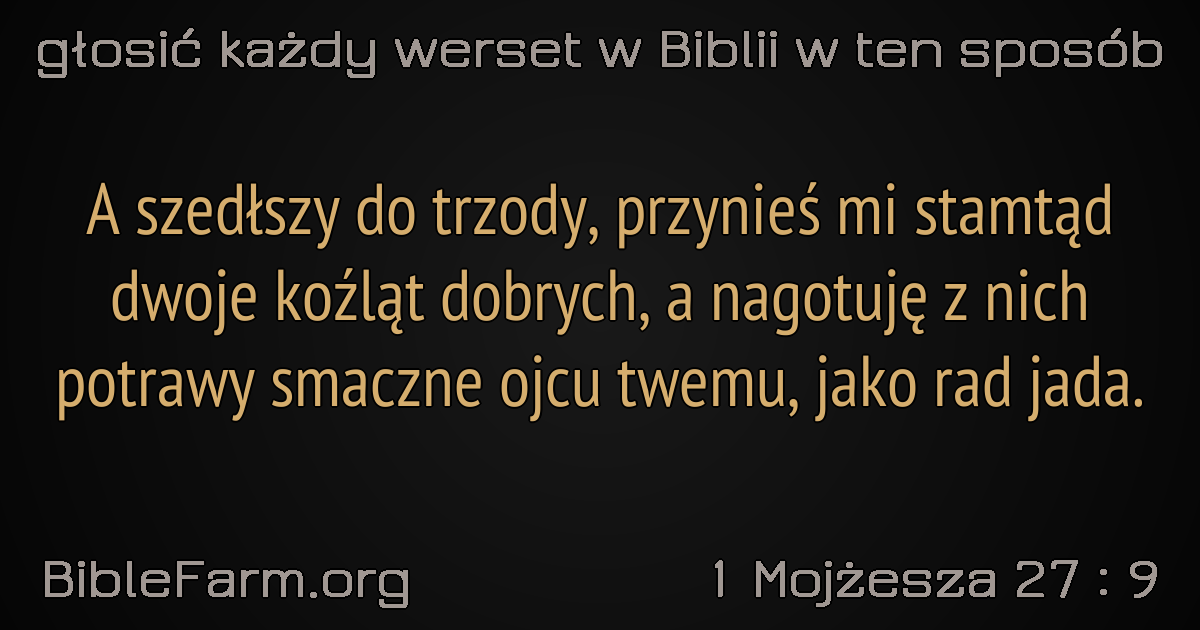 głosić każdy werset w Biblii w ten sposób
A szedłszy do trzody, przynieś mi stamtąd
dwoje koźląt dobrych, a nagotuję z nich
potrawy smaczne ojcu twemu, jako rad jada.
BibleFarm.org
1 Mojżesza 27 : 9